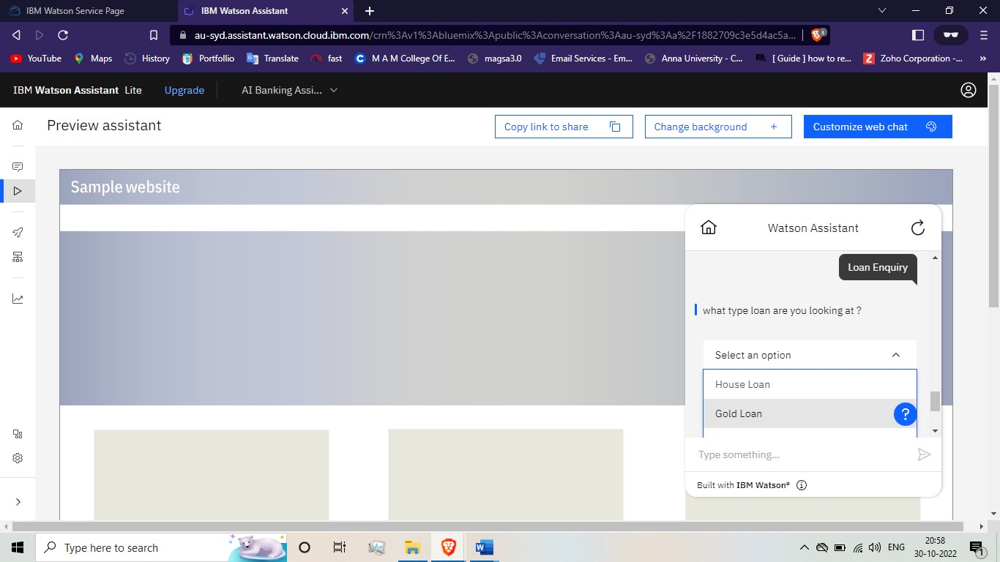 IBM Watson Service Page
IBM Watson Assistant
au-syd.assistant.watson.cloud.ibm.com/crn%3Av1%3Abluemix%3Apublic%3Aconversation%3Aau-syd%3Aa%2F1882709c3e5d4ac5a...
3
YouTube
Maps
History
Portfollio
Translate
fast
M A M College Of E...
magsa3.0
Email Services - Em...
Anna University - C...
[ Guide ] how to re...
Zoho Corporation -...
»
IBM Watson Assistant Lite
Upgrade
AI Banking Assi...
Preview assistant
Copy link to share
Change background +
Customize web chat
Sample website
Watson Assistant
Loan Enquiry
what type loan are you looking at ?
Select an option
House Loan
Gold Loan
?
Type something...
Built with IBM Watson®
Type here to search
ENG
20:58
30-10-2022
1